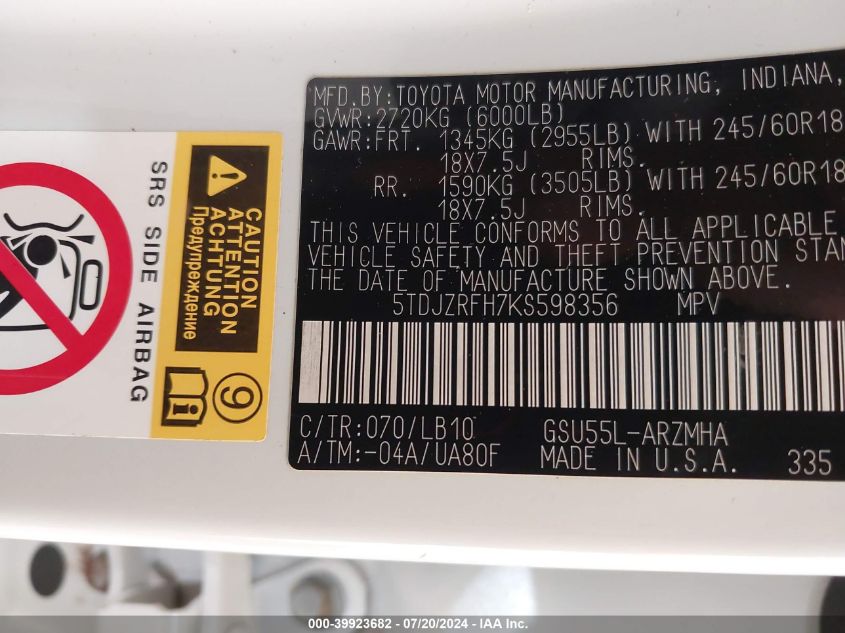 MFD.BY:TOYOTA MOTOR MANUFACTURING, INDIANA,
GVWR:2720KG (6000LB)
GAWR:FRT. 1345KG (2955LB) WITH 245/60R18
18X7.5J RIMS.
RR. 1590KG (3505LB) WITH 245/60R18
18X7.5J RIMS.
THIS VEHICLE CONFORMS TO ALL APPLICABLE
VEHICLE SAFETY AND THEFT PREVENTION STAN
THE DATE OF MANUFACTURE SHOWN ABOVE.
5TDJZRFH7KS598356 MPV
C/TR:070/LB10 GSU55L-ARZMHA
A/TM:-04A/UA80F MADE IN U.S.A. 335
SRS SIDE AIRBAG
CAUTION
ATTENTION
ACHTUNG
Предупреждение
9
000-39923682 - 07/20/2024 - IAA Inc.